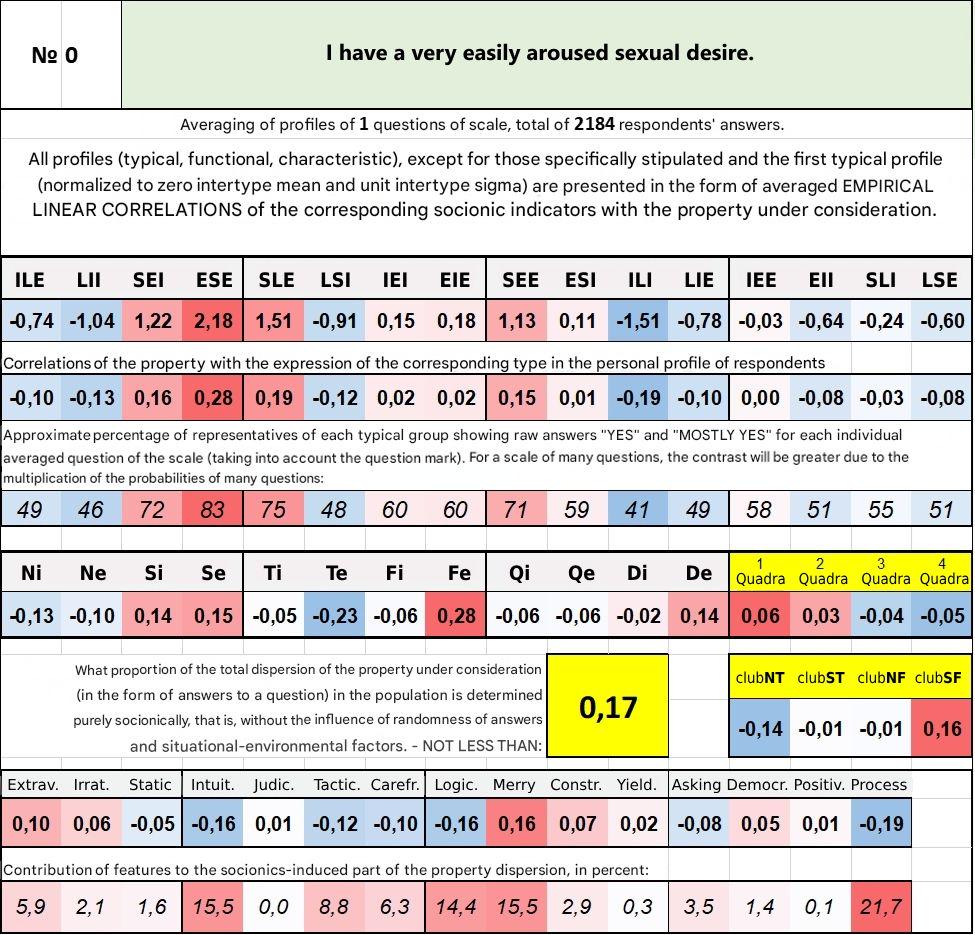 № 0
I have a very easily aroused sexual desire.
Averaging of profiles of 1 questions of scale, total of 2184 respondents' answers.
All profiles (typical, functional, characteristic), except for those specifically stipulated and the first typical profile
(normalized to zero intertype mean and unit intertype sigma) are presented in the form of averaged EMPIRICAL
LINEAR CORRELATIONS of the corresponding socionic indicators with the property under consideration.
ILE LII SEI ESE SLE LSI IEI EIE SEE ESI ILI LIE IEE EII SLI LSE
-0,74 -1,04 1,22 2,18 1,51 -0,91 0,15 0,18 1,13 0,11 -1,51 -0,78 -0,03 -0,64 -0,24 -0,60
Correlations of the property with the expression of the corresponding type in the personal profile of respondents
-0,10 -0,13 0,16 0,28 0,19 -0,12 0,02 0,02 0,15 0,01 -0,19 -0,10 0,00 -0,08 -0,03 -0,08
Approximate percentage of representatives of each typical group showing raw answers "YES" and "MOSTLY YES" for each individual
averaged question of the scale (taking into account the question mark). For a scale of many questions, the contrast will be greater due to the
multiplication of the probabilities of many questions:
49 46 72 83 75 48 60 60 71 59 41 49 58 51 55 51
Ni Ne Si Se Ti Te Fi Fe Qi Qe Di De 1 Quadra 2 Quadra 3 Quadra 4 Quadra
-0,13 -0,10 0,14 0,15 -0,05 -0,23 -0,06 0,28 -0,06 -0,06 -0,02 0,14 0,06 0,03 -0,04 -0,05
What proportion of the total dispersion of the property under consideration
(in the form of answers to a question) in the population is determined
purely socionically, that is, without the influence of randomness of answers
and situational-environmental factors. - NOT LESS THAN:
0,17
clubNT clubST clubNF clubSF
-0,14 -0,01 -0,01 0,16
Extrav. Irrat. Static Intuit. Judic. Tactic. Carefr. Logic. Merry Constr. Yield. Asking Democr. Positiv. Process
0,10 0,06 -0,05 -0,16 0,01 -0,12 -0,10 -0,16 0,16 0,07 0,02 -0,08 0,05 0,01 -0,19
Contribution of features to the socionics-induced part of the property dispersion, in percent:
5,9 2,1 1,6 15,5 0,0 8,8 6,3 14,4 15,5 2,9 0,3 3,5 1,4 0,1 21,7